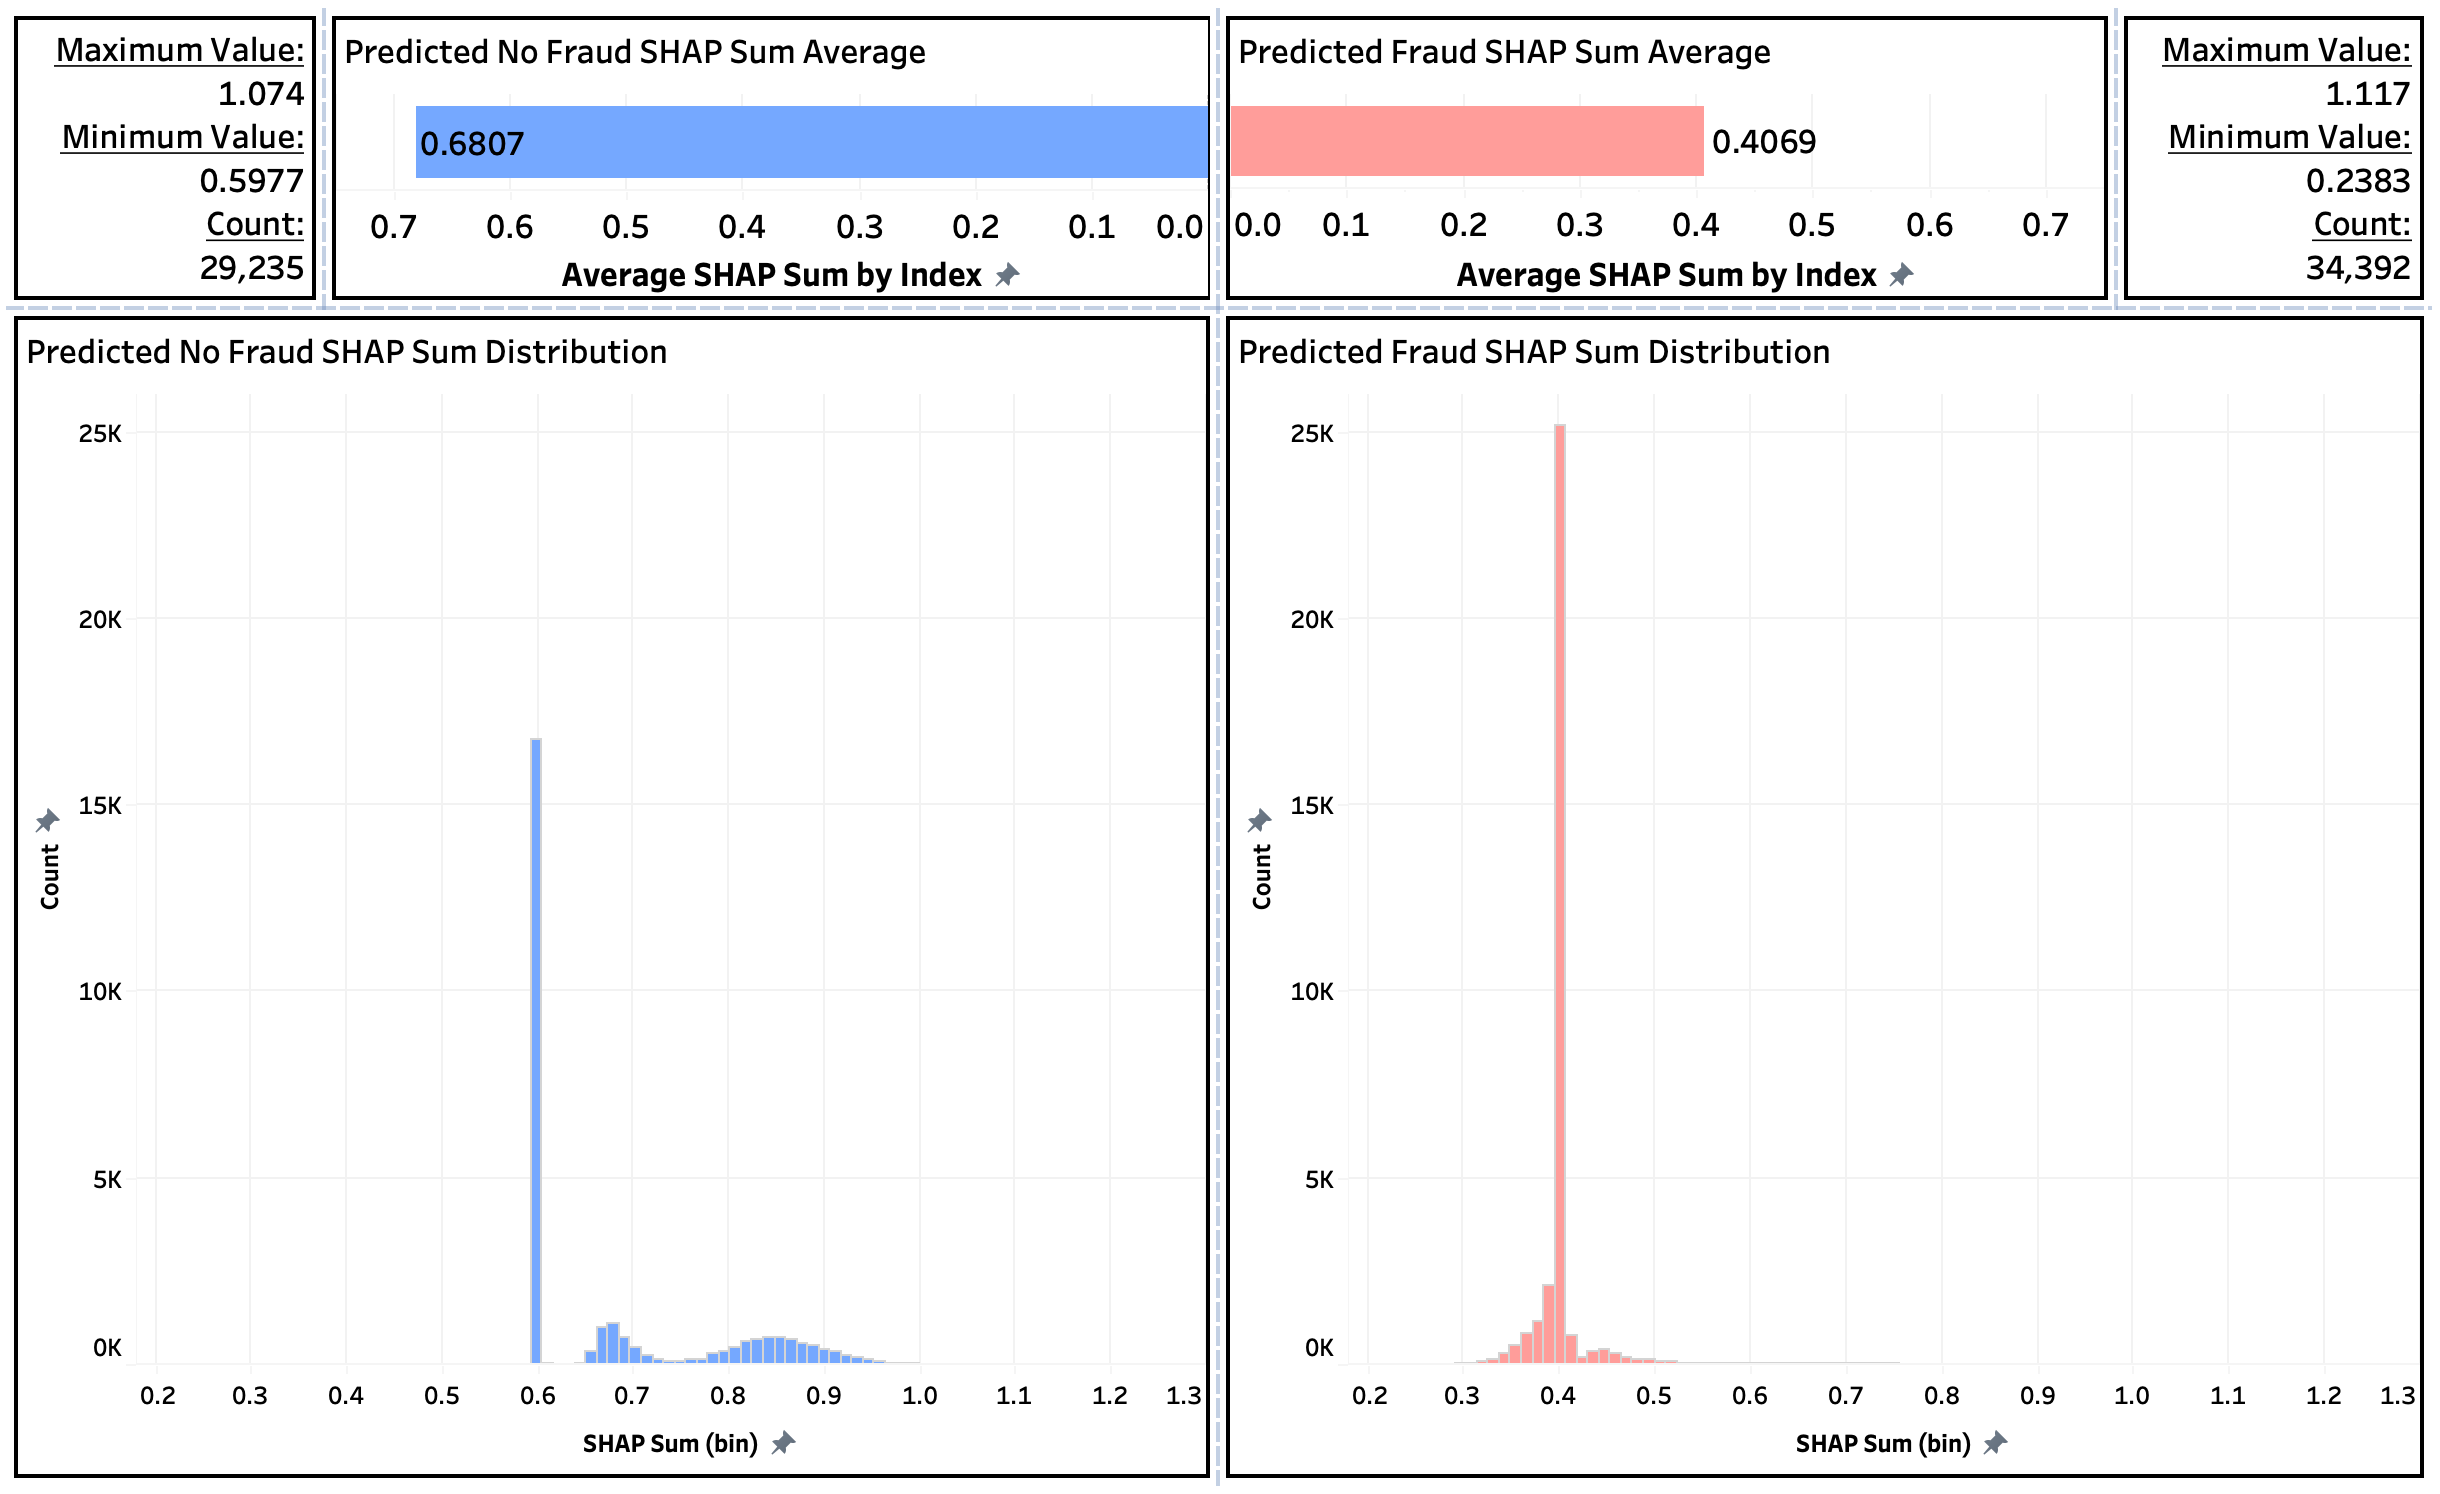 Maximum Value:
1.074
Minimum Value:
0.5977
Count:
29,235
Predicted No Fraud SHAP Sum Average
0.6807
0.7 0.6 0.5 0.4 0.3 0.2 0.1 0.0
Average SHAP Sum by Index
Predicted Fraud SHAP Sum Average
0.4069
0.0 0.1 0.2 0.3 0.4 0.5 0.6 0.7
Average SHAP Sum by Index
Maximum Value:
1.117
Minimum Value:
0.2383
Count:
34,392
Predicted No Fraud SHAP Sum Distribution
25K
20K
15K
10K
5K
0K
Count
0.2 0.3 0.4 0.5 0.6 0.7 0.8 0.9 1.0 1.1 1.2 1.3
SHAP Sum (bin)
Predicted Fraud SHAP Sum Distribution
25K
20K
15K
10K
5K
0K
Count
0.2 0.3 0.4 0.5 0.6 0.7 0.8 0.9 1.0 1.1 1.2 1.3
SHAP Sum (bin)